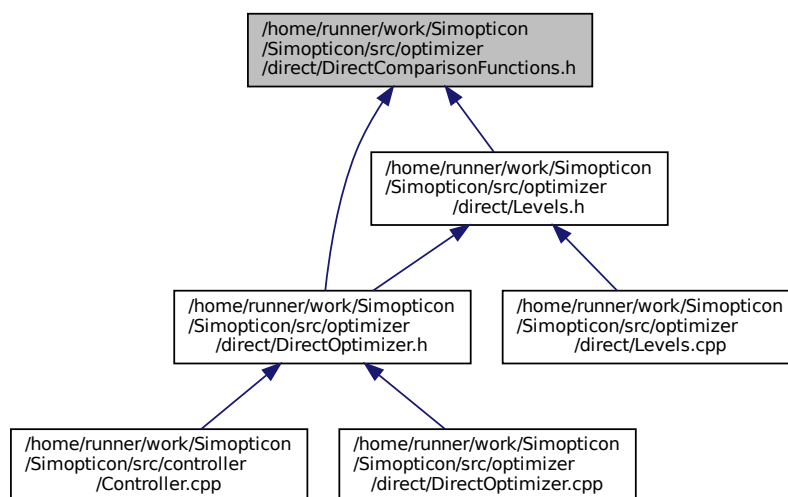 /home/runner/work/Simopticon
/Simopticon/src/optimizer
/direct/DirectComparisonFunctions.h
/home/runner/work/Simopticon
/Simopticon/src/optimizer
/direct/Levels.h
/home/runner/work/Simopticon
/Simopticon/src/optimizer
/direct/DirectOptimizer.h
/home/runner/work/Simopticon
/Simopticon/src/optimizer
/direct/Levels.cpp
/home/runner/work/Simopticon
/Simopticon/src/controller
/Controller.cpp
/home/runner/work/Simopticon
/Simopticon/src/optimizer
/direct/DirectOptimizer.cpp